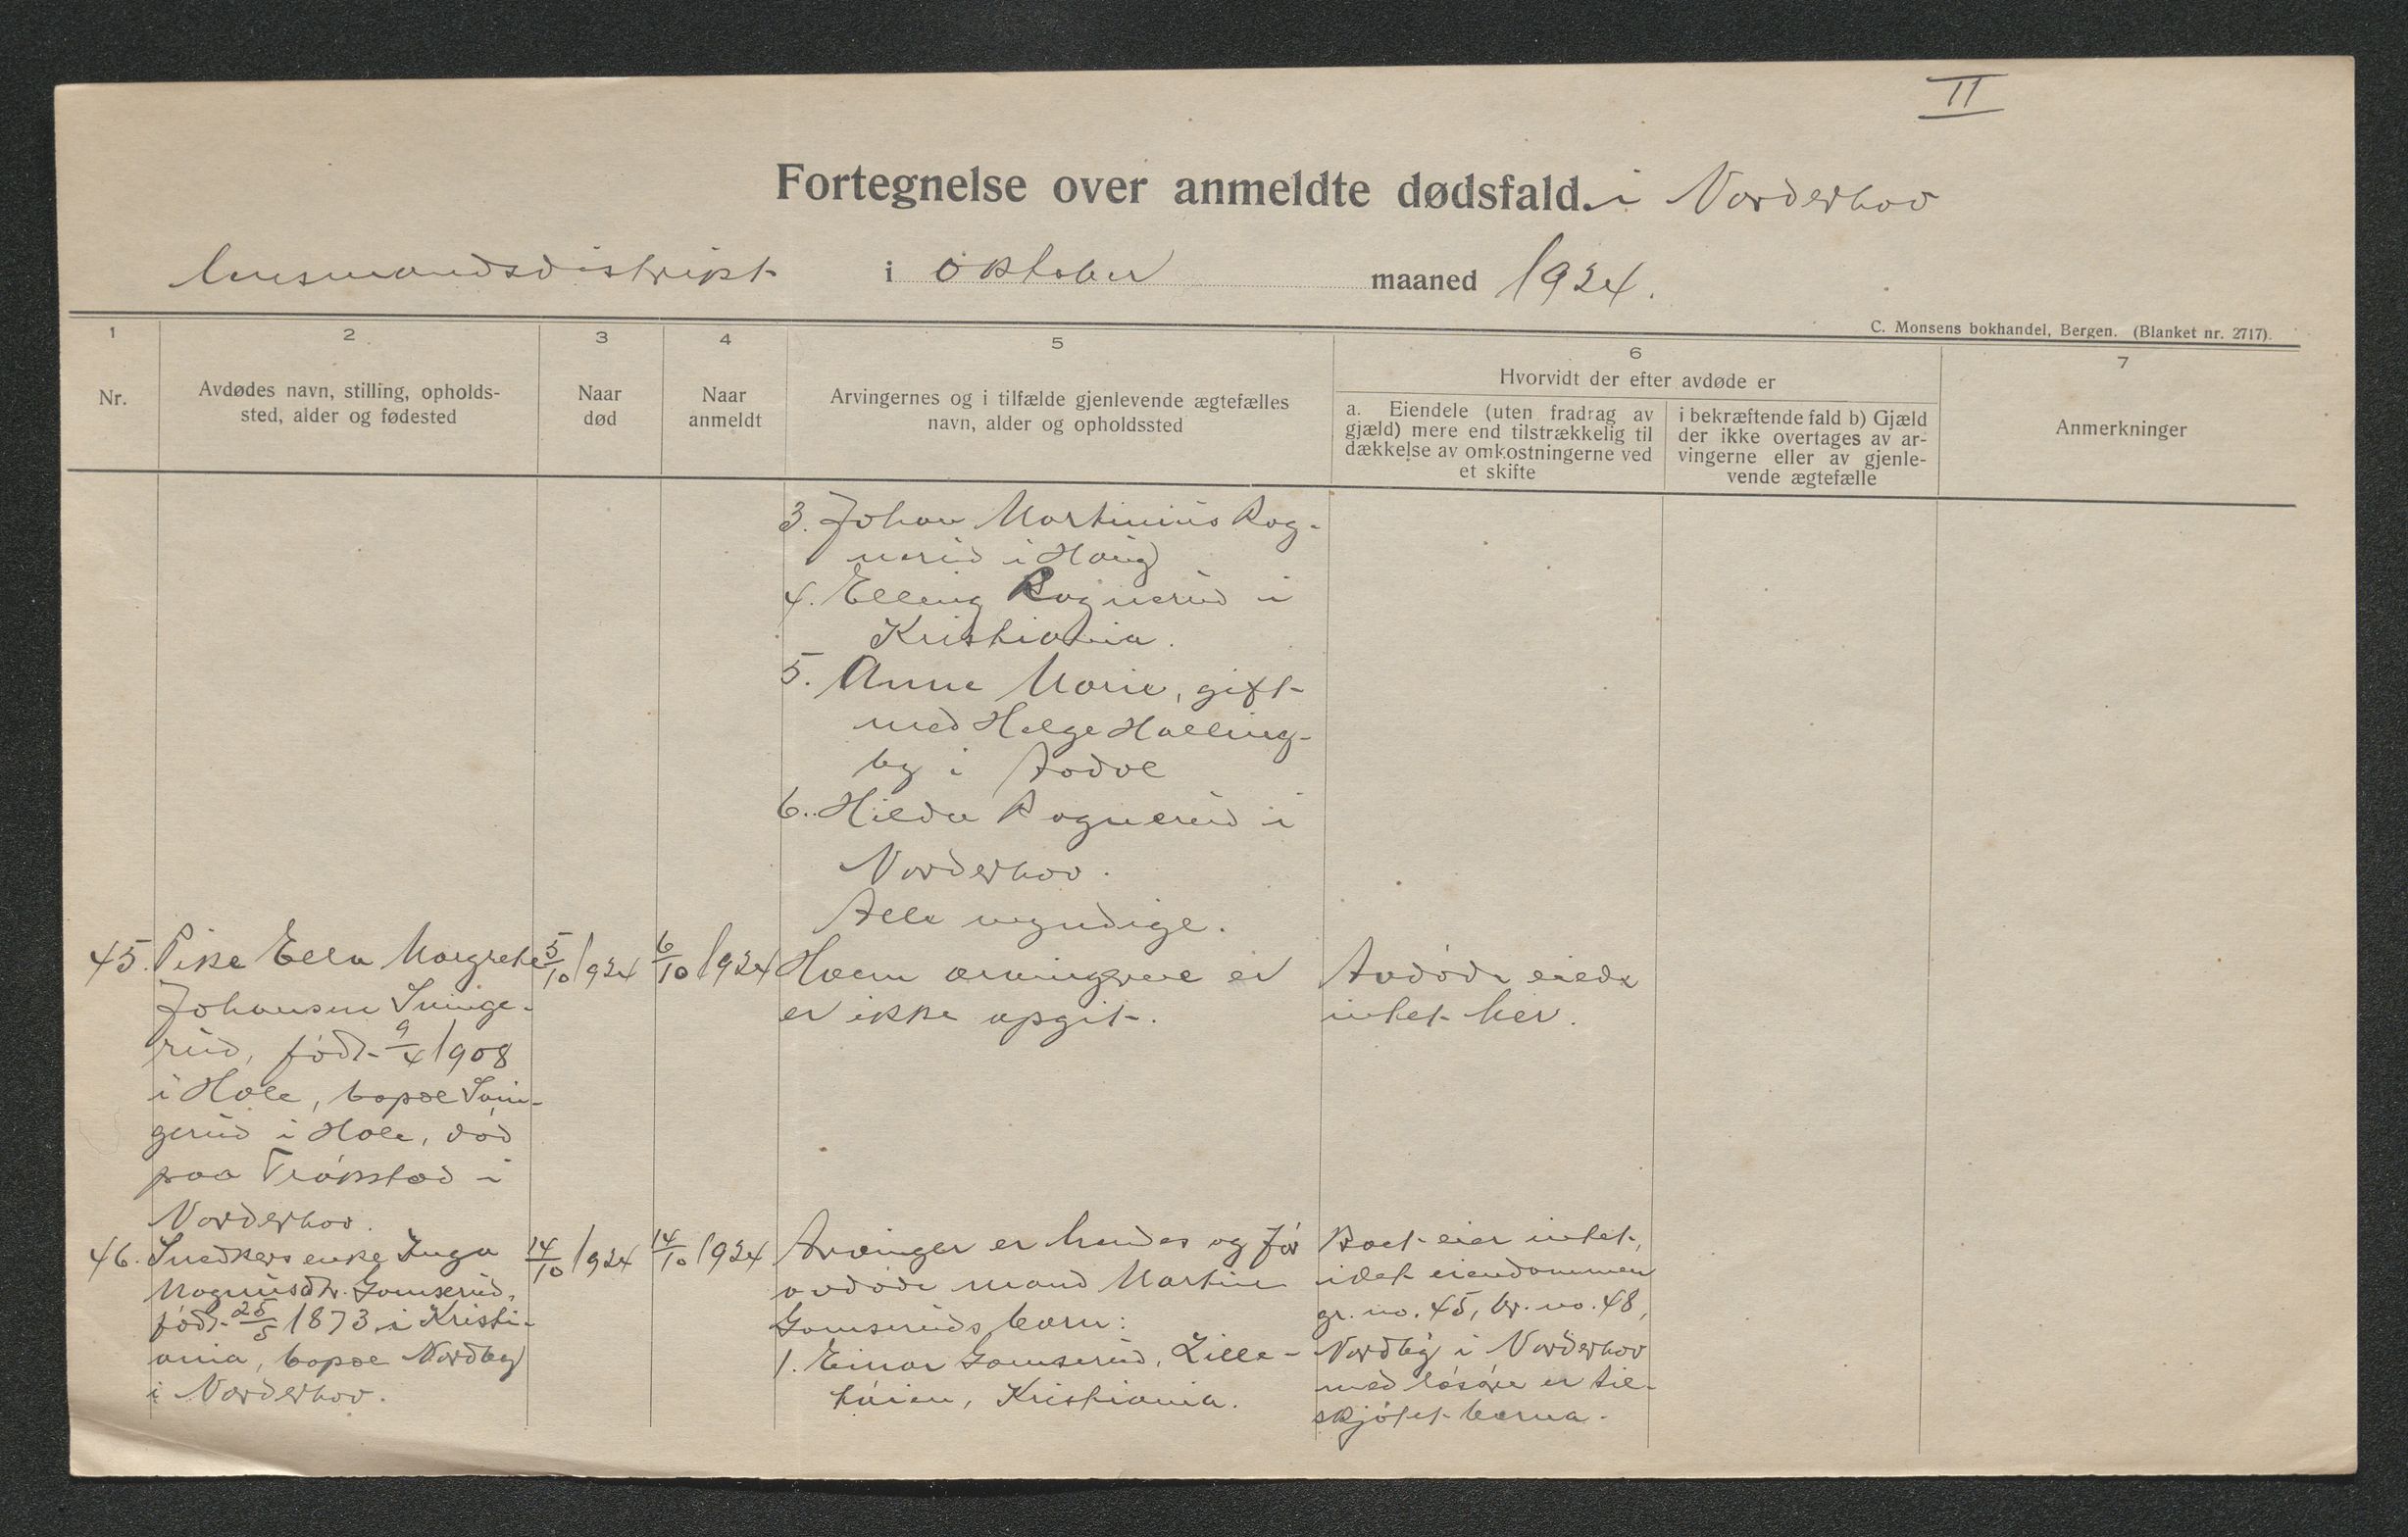 II
Fortegnelse over anmeldte dødsfald. i Norderhov
lensmandsdistrikt i oktober maaned 1924.
C. Monsens bokhandel, Bergen. (Blanket nr. 2717).
1
Nr.
2
Avdødes navn, stilling, opholds-
sted, alder og fødested
3
Naar
død
4
Naar
anmeldt
5
Arvingernes og i tilfælde gjenlevende ægtefælles
navn, alder og opholdssted
6
Hvorvidt der efter avdøde er
a. Eiendele (uten fradrag av
gjæld) mere end tilstrækkelig til
dækkelse av omkostningerne ved
et skifte
i bekræftende fald b) Gjæld
der ikke overtages av ar-
vingerne eller av gjenle-
vende ægtefælle
7
Anmerkninger
3. Johan Martinius Rog-
nerud i Haug
4. Elling Rognerud i
Kristiania.
5. Anne Marie, gift
med Helge Halling-
by i Aadal
6. Hilda Rognerud i
Norderhov.
Alle myndige.
45. Pike Ella Margrethe
Johansen Svinge-
rud, født 9/4 1908
i Hole, bopæl Svin-
gerud i Hole, død
paa Trøkstad i
Norderhov.
5/10 1924
6/10 1924
Hvem arvingerne er
er ikke opgit.
Avdøde eiede
intet her.
46. Snedkers enke Inga
Magnusdtr. Gomserud,
født 25/5 1873 i Kristi-
ania, bopæl Nordby
i Norderhov.
14/10 1924
14/10 1924
Arvinger er hendes og før
avdøde mand Martin
Gomseruds barn:
1. Einar Gomserud, Lille-
høien, Kristiania.
Boet eier intet,
idet eiendommen
gr. no. 45, br. no. 48,
Nordby i Norderhov
med løsøre er til-
skjøtet barna.